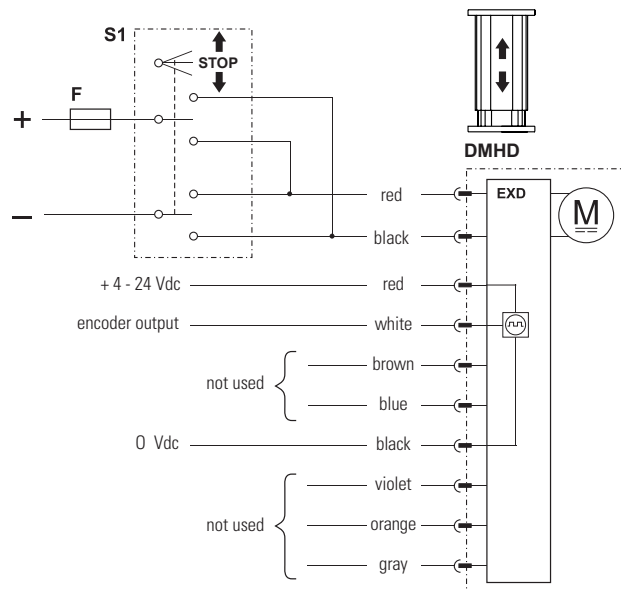 S1
STOP
F
+
−
DMHD
red
EXD
M
black
+ 4 - 24 Vdc
red
encoder output
white
brown
not used
blue
0 Vdc
black
violet
not used
orange
gray